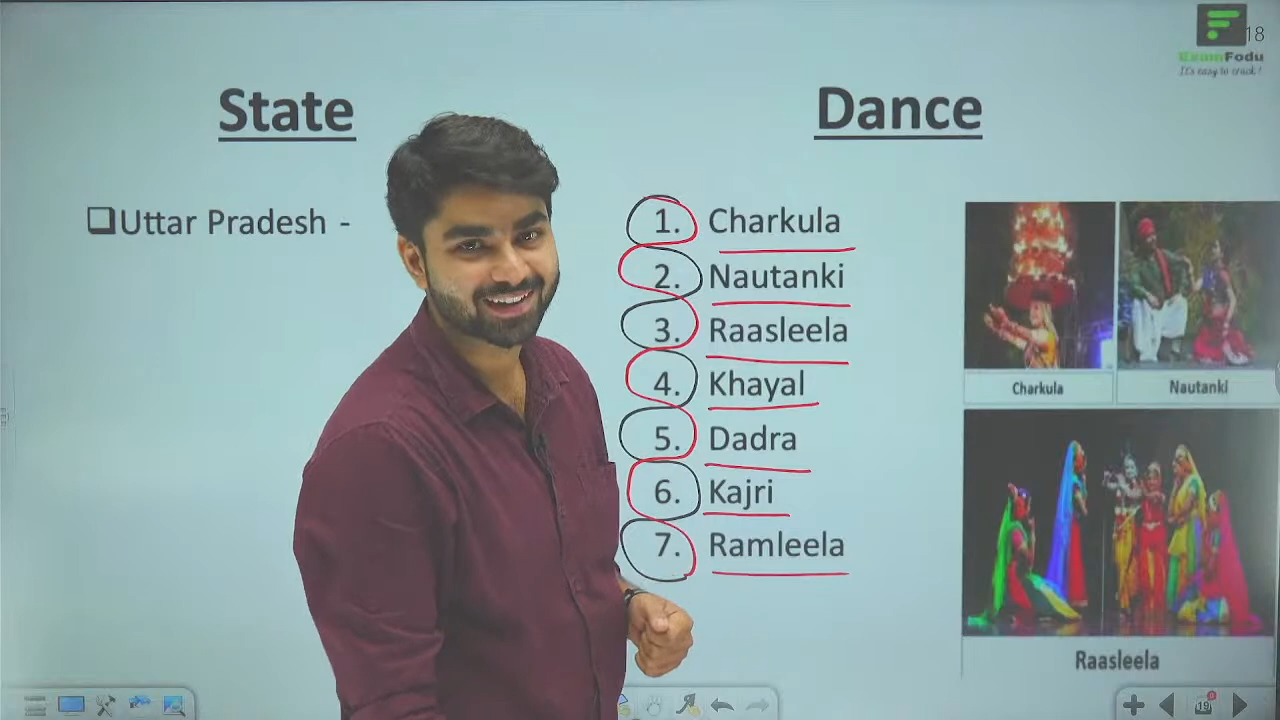 18
ExamFodu
It's easy to crack!
State
Dance
Uttar Pradesh -
1. Charkula
2. Nautanki
3. Raasleela
4. Khayal
5. Dadra
6. Kajri
7. Ramleela
Charkula
Nautanki
Raasleela
19